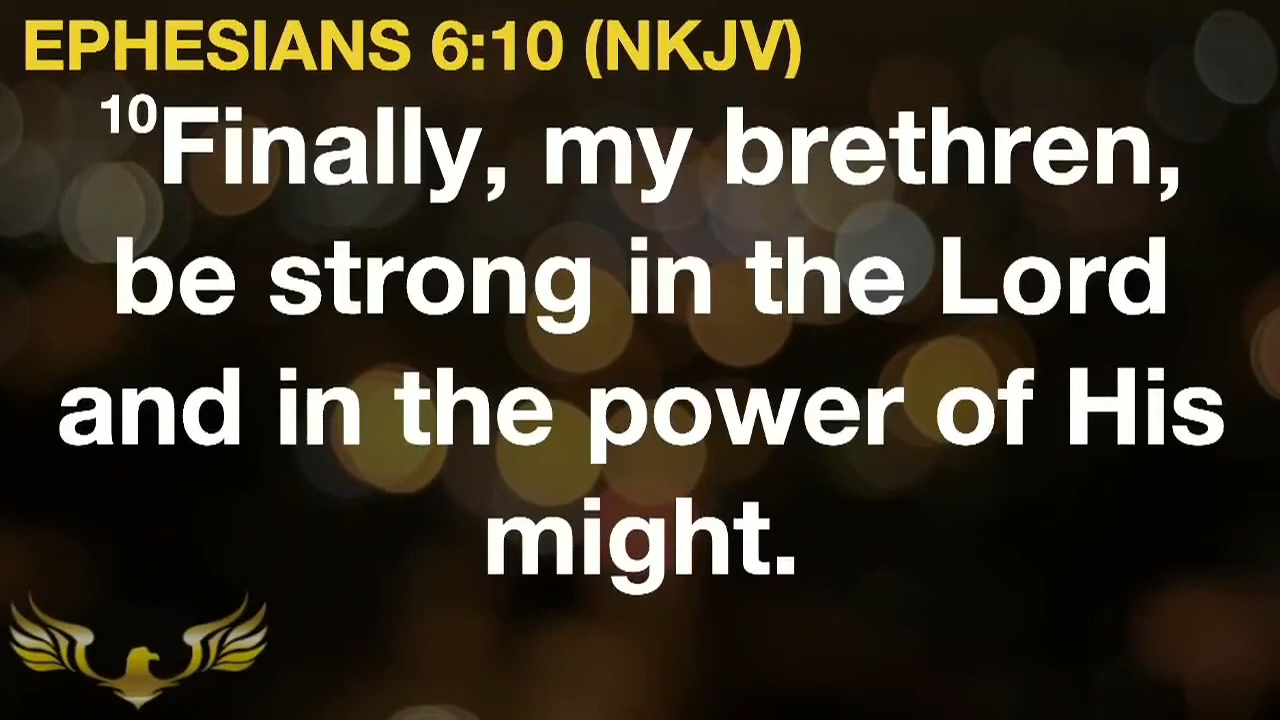 EPHESIANS 6:10 (NKJV)
10Finally, my brethren,
be strong in the Lord
and in the power of His
might.